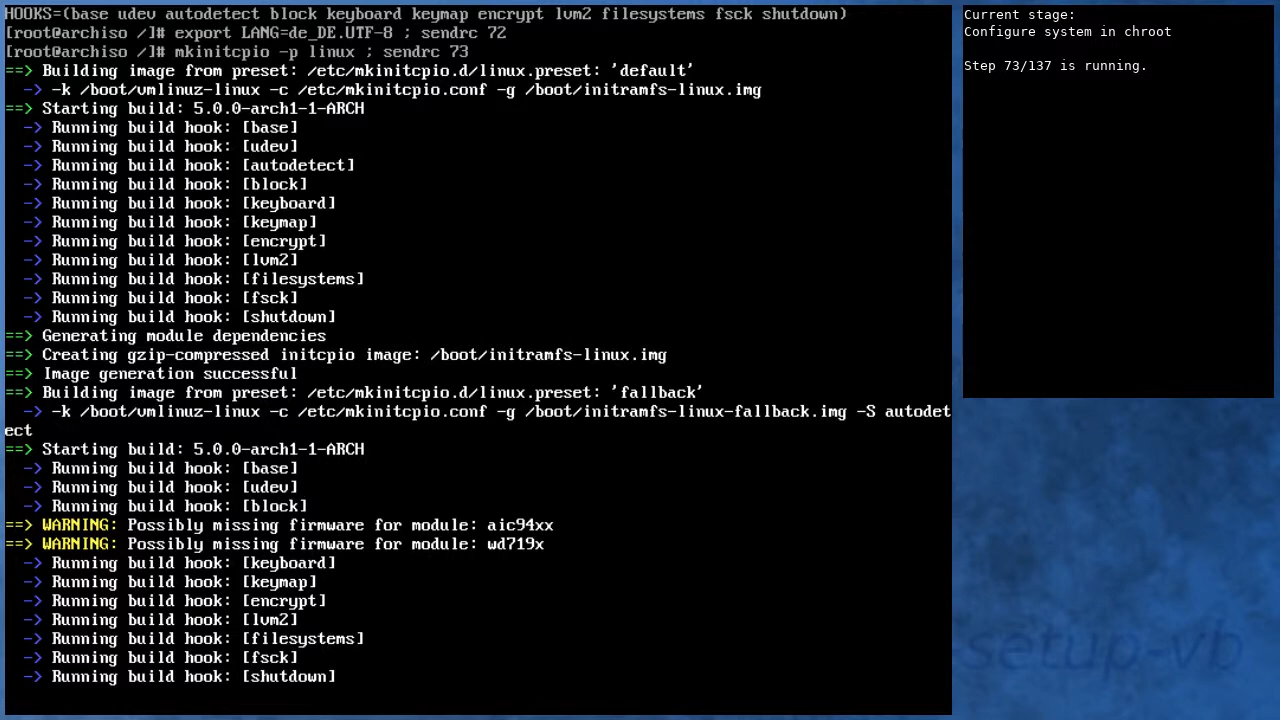 HOOKS=(base udev autodetect block keyboard keymap encrypt lvm2 filesystems fsck shutdown)
[root@archiso /]# export LANG=de_DE.UTF-8 ; sendrc 72
[root@archiso /]# mkinitcpio -p linux ; sendrc 73
==> Building image from preset: /etc/mkinitcpio.d/linux.preset: 'default'
  -> -k /boot/vmlinuz-linux -c /etc/mkinitcpio.conf -g /boot/initramfs-linux.img
==> Starting build: 5.0.0-arch1-1-ARCH
  -> Running build hook: [base]
  -> Running build hook: [udev]
  -> Running build hook: [autodetect]
  -> Running build hook: [block]
  -> Running build hook: [keyboard]
  -> Running build hook: [keymap]
  -> Running build hook: [encrypt]
  -> Running build hook: [lvm2]
  -> Running build hook: [filesystems]
  -> Running build hook: [fsck]
  -> Running build hook: [shutdown]
==> Generating module dependencies
==> Creating gzip-compressed initcpio image: /boot/initramfs-linux.img
==> Image generation successful
==> Building image from preset: /etc/mkinitcpio.d/linux.preset: 'fallback'
  -> -k /boot/vmlinuz-linux -c /etc/mkinitcpio.conf -g /boot/initramfs-linux-fallback.img -S autodet
ect
==> Starting build: 5.0.0-arch1-1-ARCH
  -> Running build hook: [base]
  -> Running build hook: [udev]
  -> Running build hook: [block]
==> WARNING: Possibly missing firmware for module: aic94xx
==> WARNING: Possibly missing firmware for module: wd719x
  -> Running build hook: [keyboard]
  -> Running build hook: [keymap]
  -> Running build hook: [encrypt]
  -> Running build hook: [lvm2]
  -> Running build hook: [filesystems]
  -> Running build hook: [fsck]
  -> Running build hook: [shutdown]
Current stage:
Configure system in chroot
Step 73/137 is running.
setup-vb